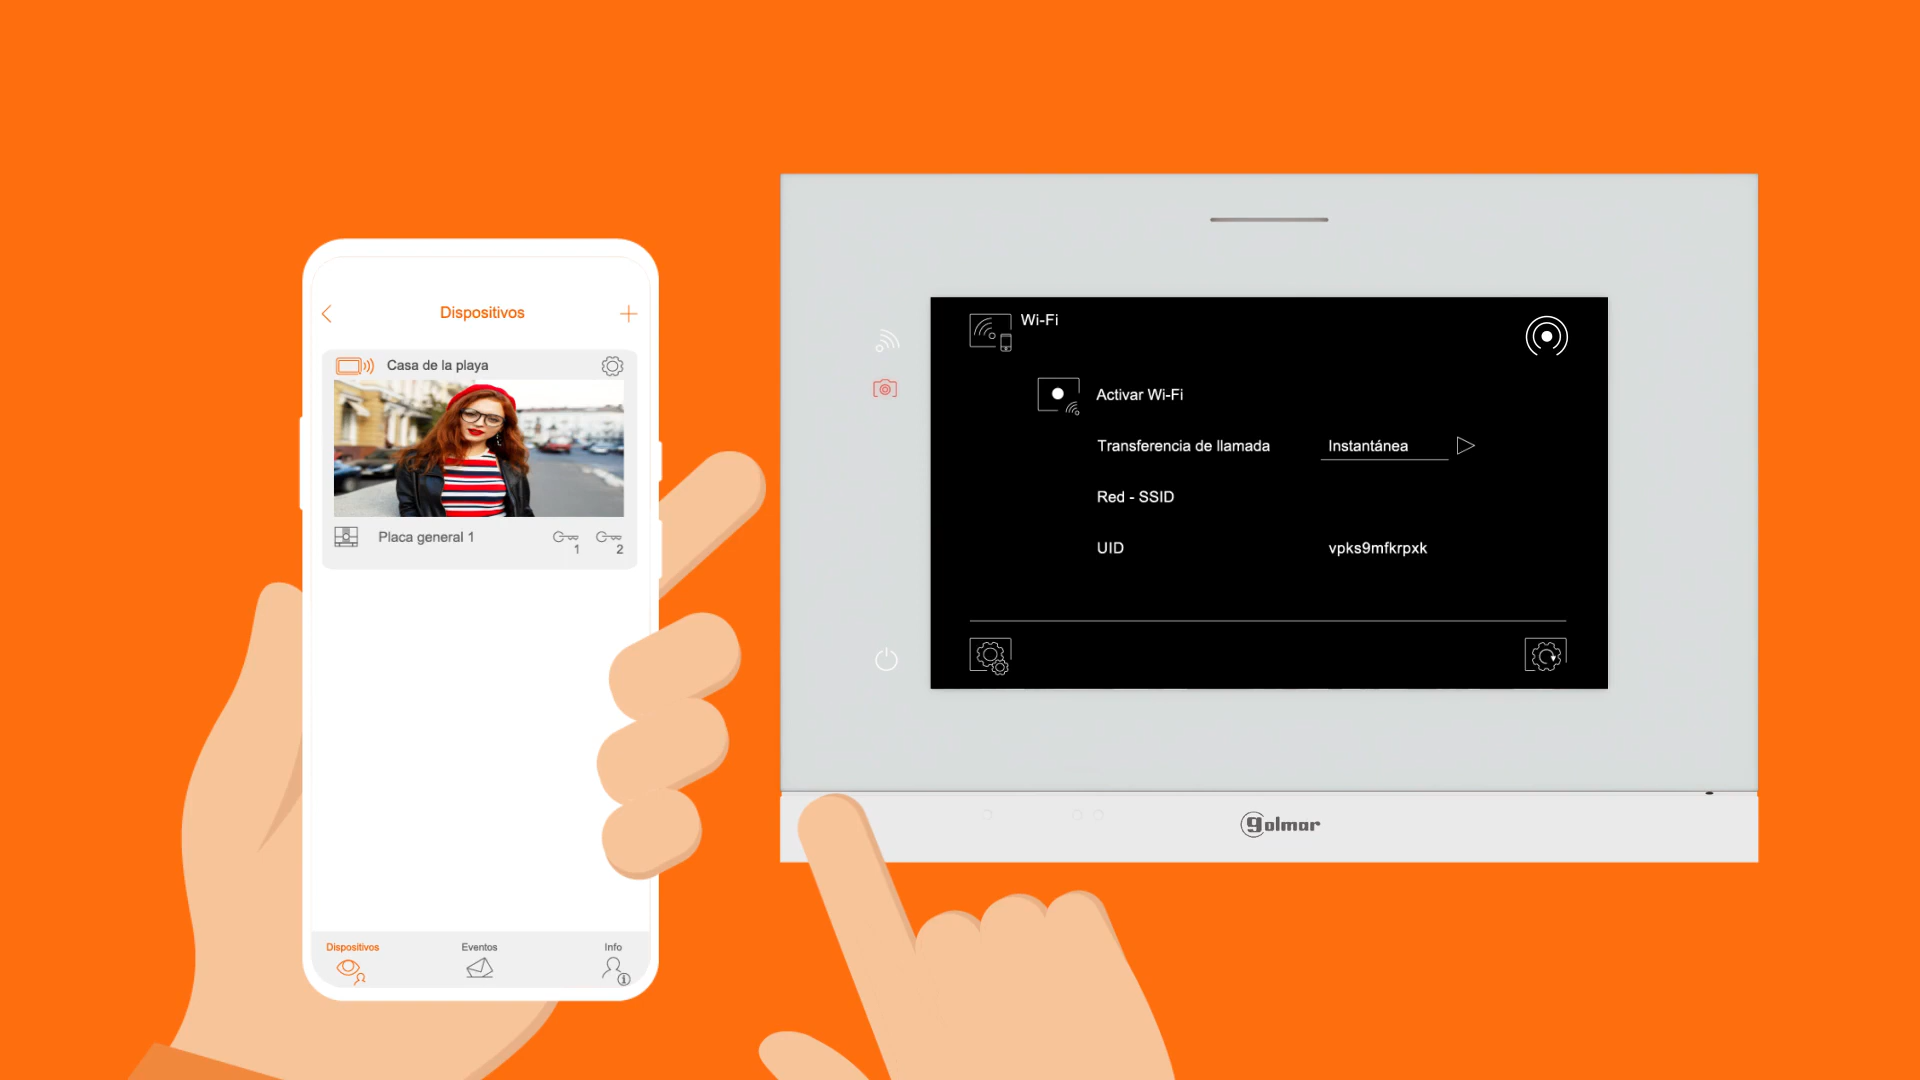 Dispositivos
Casa de la playa
Placa general 1
1
2
Dispositivos
Eventos
Info
Wi-Fi
Activar Wi-Fi
Transferencia de llamada Instantánea
Red - SSID
UID vpks9mfkrpxk
golmar